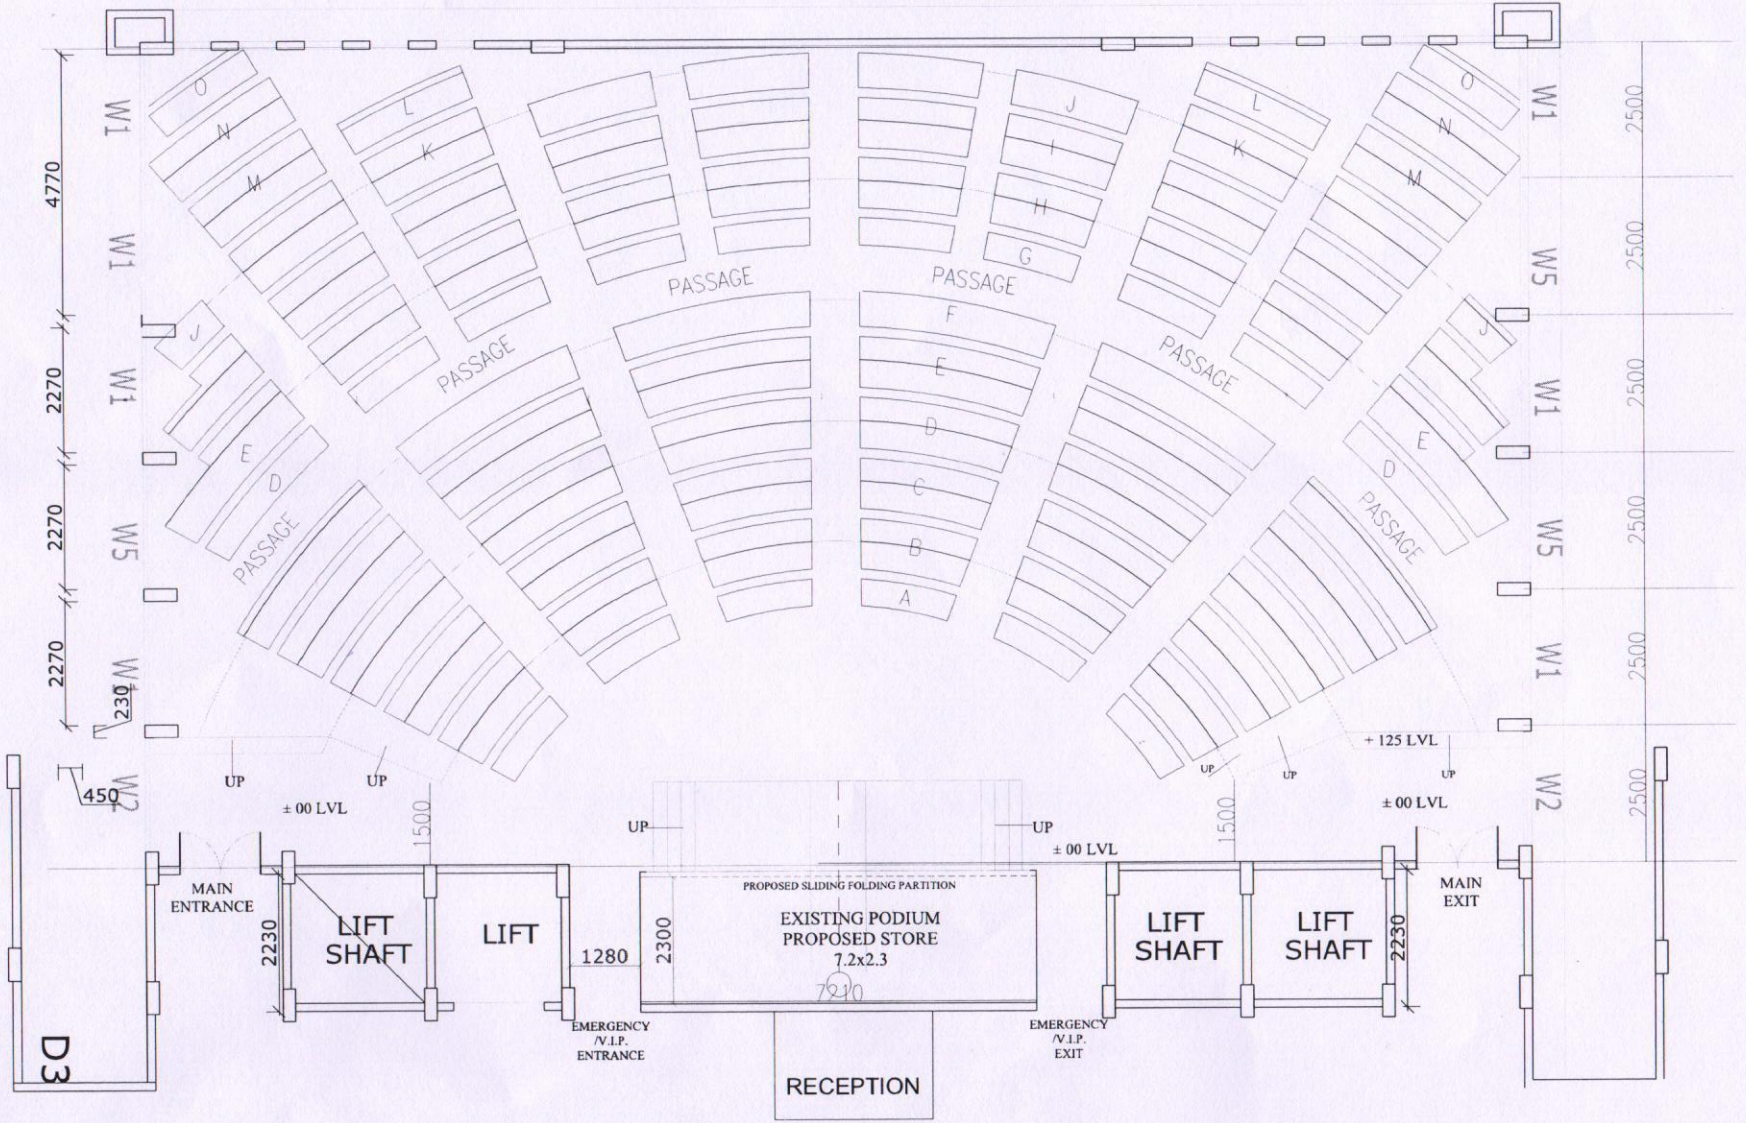 O
N
M
L
K
J
I
H
G
L
K
O
N
M
W1
W1
2500
4770
W1
W5
2500
PASSAGE
PASSAGE
J
F
J
PASSAGE
PASSAGE
E
2270
W1
W1
2500
E
D
D
C
B
A
E
D
PASSAGE
PASSAGE
2270
W5
W5
2500
2270
W1
230
W1
2500
+ 125 LVL
UP
UP
UP
UP
UP
450
W2
± 00 LVL
1500
1500
± 00 LVL
W2
2500
UP
UP
± 00 LVL
MAIN
ENTRANCE
2230
LIFT
SHAFT
LIFT
1280
2300
PROPOSED SLIDING FOLDING PARTITION
EXISTING PODIUM
PROPOSED STORE
7.2x2.3
7210
LIFT
SHAFT
LIFT
SHAFT
2230
MAIN
EXIT
EMERGENCY
/V.I.P.
ENTRANCE
EMERGENCY
/V.I.P.
EXIT
D3
RECEPTION